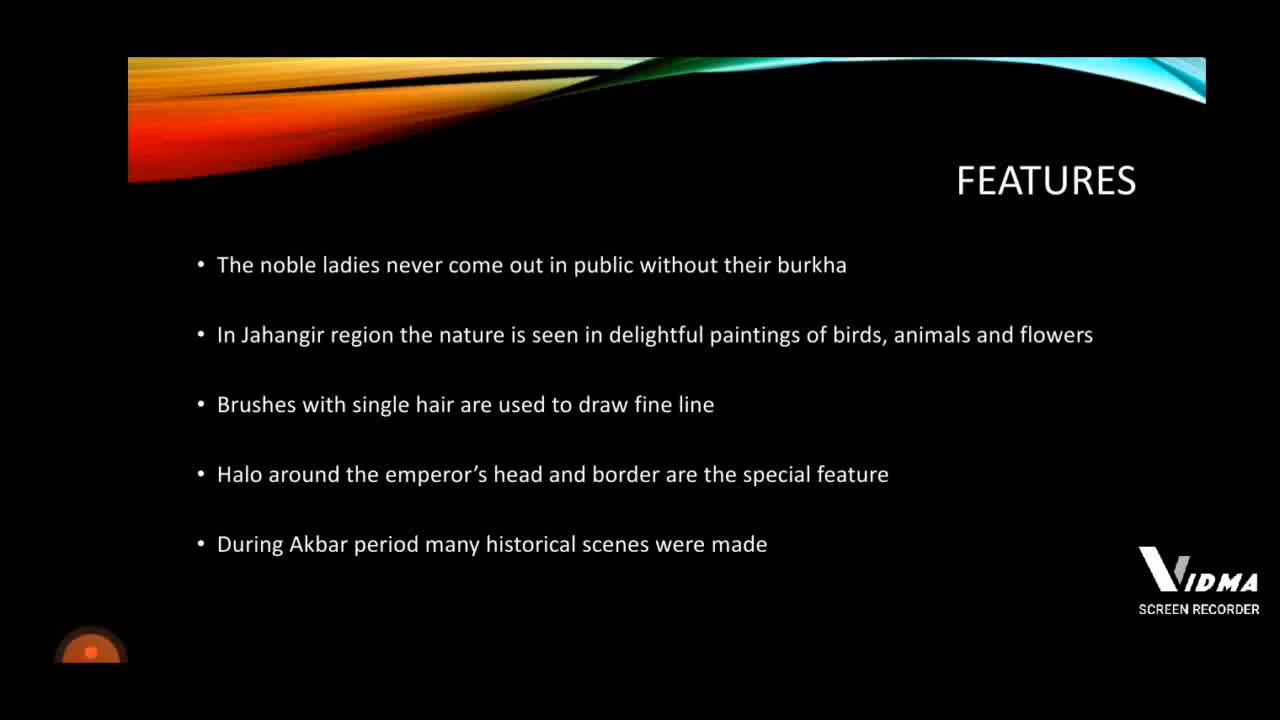 FEATURES
• The noble ladies never come out in public without their burkha
• In Jahangir region the nature is seen in delightful paintings of birds, animals and flowers
• Brushes with single hair are used to draw fine line
• Halo around the emperor’s head and border are the special feature
• During Akbar period many historical scenes were made
VIDMA
SCREEN RECORDER